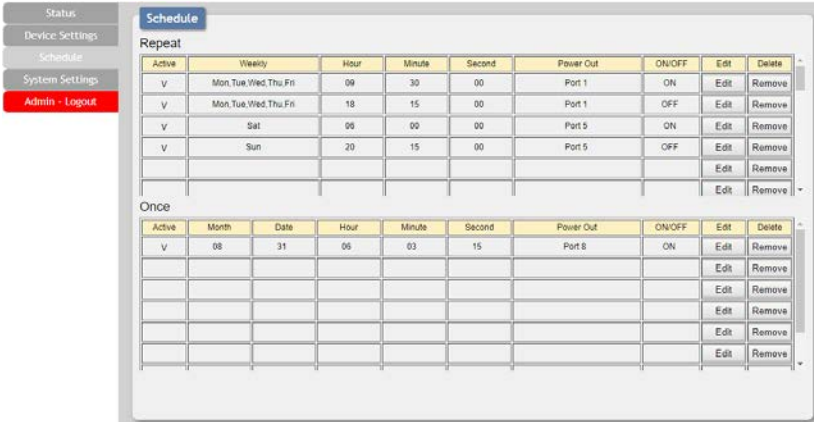 Status
Device Settings
Schedule
System Settings
Admin - Logout
Schedule
Repeat
Active Weekly Hour Minute Second Power Out ON/OFF Edit Delete
V Mon,Tue,Wed,Thu,Fri 09 30 00 Port 1 ON Edit Remove
V Mon,Tue,Wed,Thu,Fri 18 15 00 Port 1 OFF Edit Remove
V Sat 06 00 00 Port 5 ON Edit Remove
V Sun 20 15 00 Port 5 OFF Edit Remove
Edit Remove
Edit Remove
Once
Active Month Date Hour Minute Second Power Out ON/OFF Edit Delete
V 08 31 06 03 15 Port 8 ON Edit Remove
Edit Remove
Edit Remove
Edit Remove
Edit Remove
Edit Remove